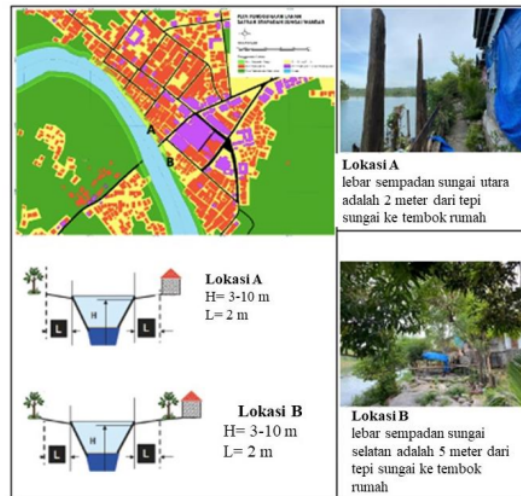 A
B
Lokasi A
lebar sempadan sungai utara
adalah 2 meter dari tepi
sungai ke tembok rumah
Lokasi A
H= 3-10 m
L= 2 m
H
L
L
Lokasi B
H= 3-10 m
L= 2 m
H
L
L
Lokasi B
lebar sempadan sungai
selatan adalah 5 meter dari
tepi sungai ke tembok
rumah